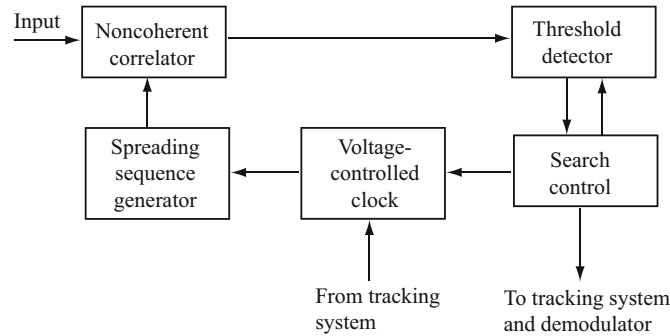 Input
Noncoherent
correlator
Threshold
detector
Spreading
sequence
generator
Voltage-
controlled
clock
Search
control
From tracking
system
To tracking system
and demodulator